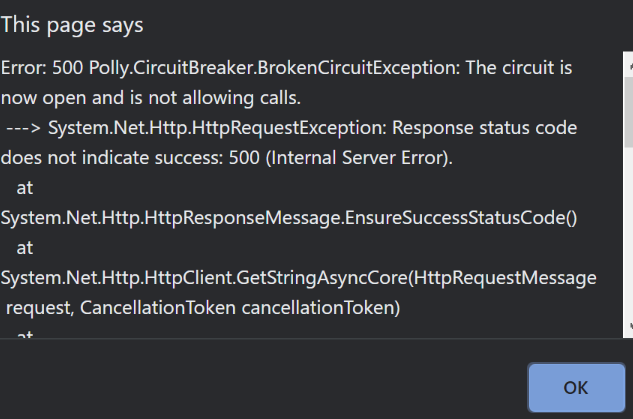 This page says
Error: 500 Polly.CircuitBreaker.BrokenCircuitException: The circuit is
now open and is not allowing calls.
---> System.Net.Http.HttpRequestException: Response status code
does not indicate success: 500 (Internal Server Error).
at
System.Net.Http.HttpResponseMessage.EnsureSuccessStatusCode()
at
System.Net.Http.HttpClient.GetStringAsyncCore(HttpRequestMessage
request, CancellationToken cancellationToken)
at
OK